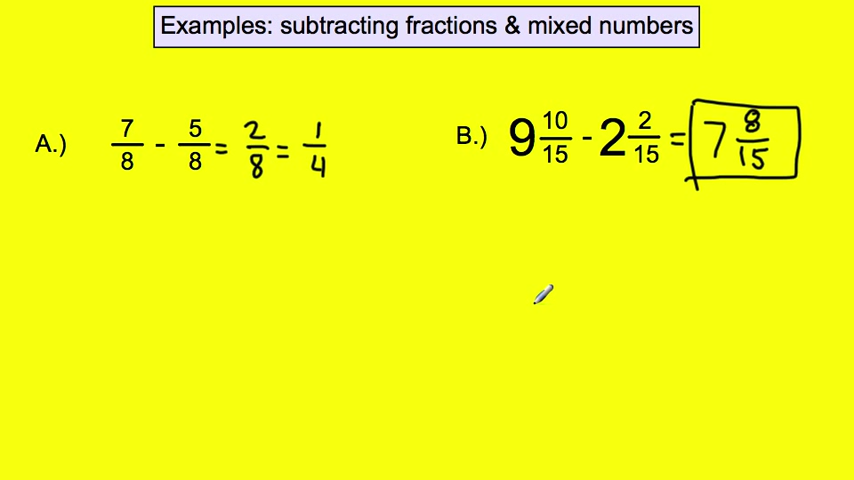 Examples: subtracting fractions & mixed numbers
A.) 7/8 - 5/8 = 2/8 = 1/4
B.) 9 10/15 - 2 2/15 = 7 8/15